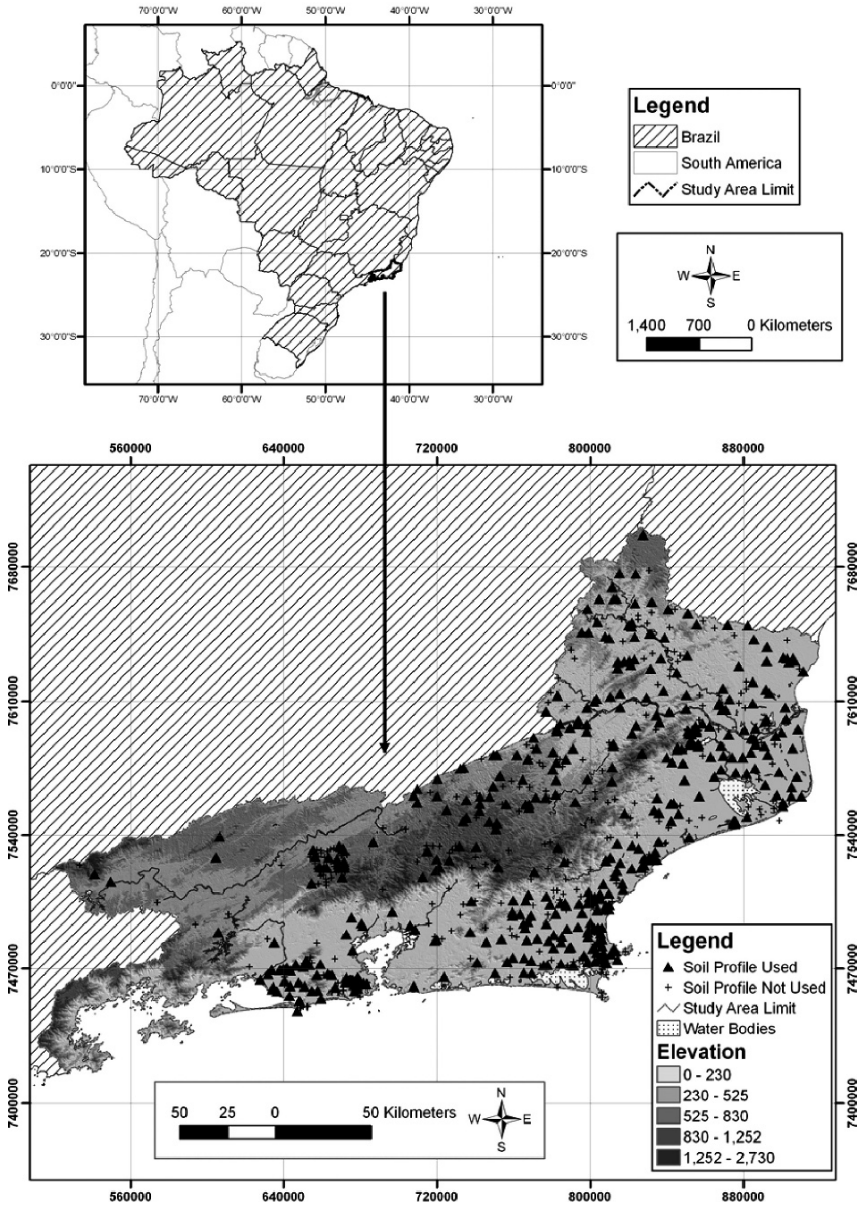 70°0'0"W 60°0'0"W 50°0'0"W 40°0'0"W 30°0'0"W
0°0'0"
10°0'0"S
20°0'0"S
30°0'0"S
0°0'0"
10°0'0"S
20°0'0"S
30°0'0"S
70°0'0"W 60°0'0"W 50°0'0"W 40°0'0"W 30°0'0"W
Legend
Brazil
South America
Study Area Limit
N
W E
S
1,400 700 0 Kilometers
560000 640000 720000 800000 880000
7680000
7610000
7540000
7470000
7400000
7680000
7610000
7540000
7470000
7400000
Legend
Soil Profile Used
Soil Profile Not Used
Study Area Limit
Water Bodies
Elevation
0 - 230
230 - 525
525 - 830
830 - 1,252
1,252 - 2,730
50 25 0 50 Kilometers
N
W E
S
560000 640000 720000 800000 880000